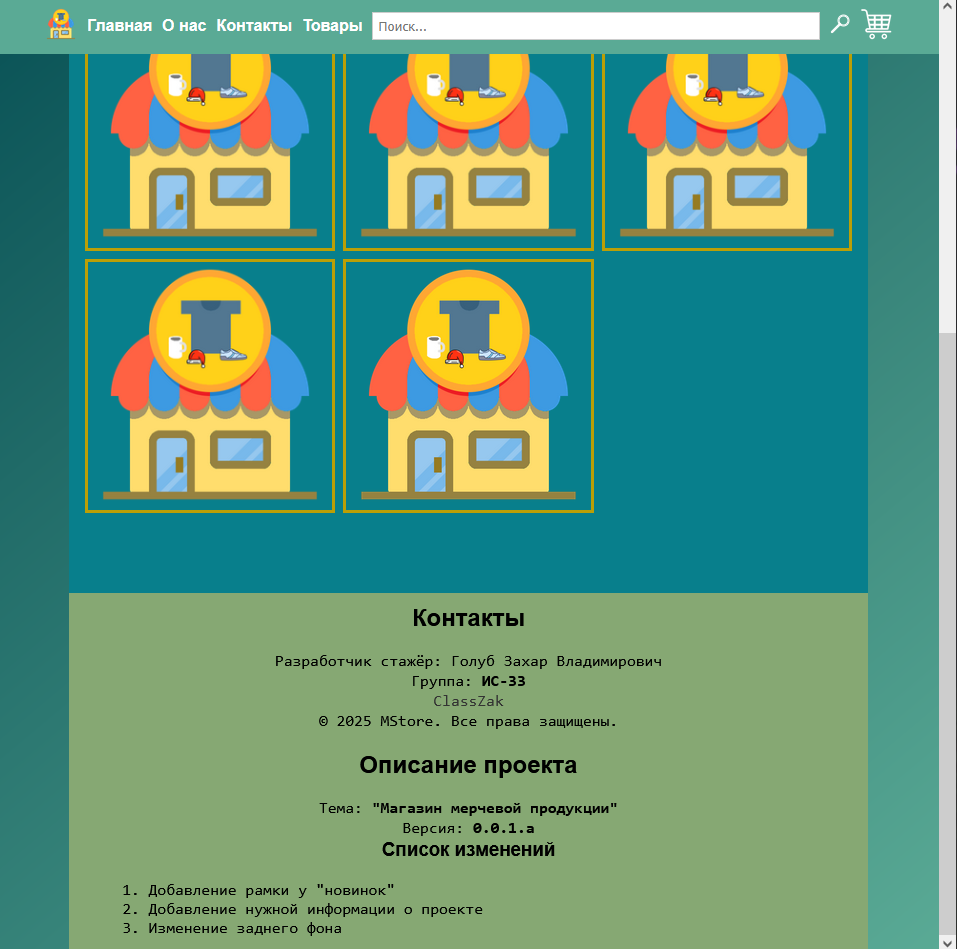 Главная О нас Контакты Товары Поиск...
Контакты
Разработчик стажёр: Голуб Захар Владимирович
Группа: ИС-33
ClassZak
© 2025 MStore. Все права защищены.
Описание проекта
Тема: "Магазин мерчевой продукции"
Версия: 0.0.1.a
Список изменений
1. Добавление рамки у "новинок"
2. Добавление нужной информации о проекте
3. Изменение заднего фона